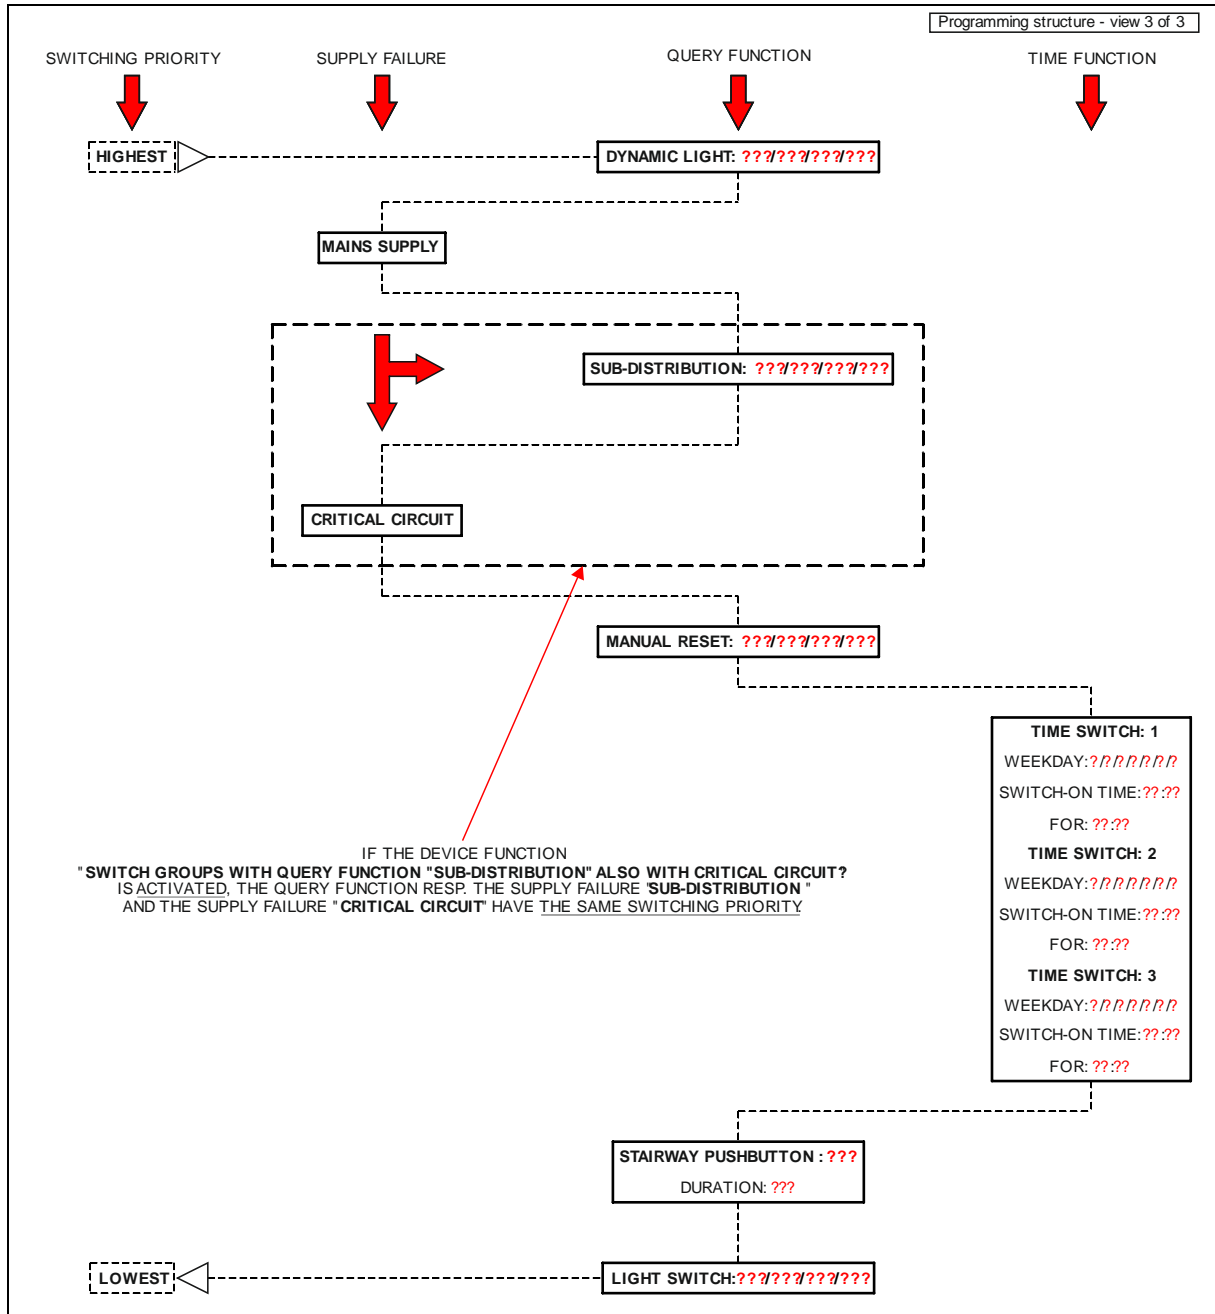 Programming structure - view 3 of 3
SWITCHING PRIORITY
SUPPLY FAILURE
QUERY FUNCTION
TIME FUNCTION
HIGHEST
DYNAMIC LIGHT: ???/???/???/???
MAINS SUPPLY
SUB-DISTRIBUTION: ???/???/???/???
CRITICAL CIRCUIT
MANUAL RESET: ???/???/???/???
TIME SWITCH: 1
WEEKDAY:?/?/?/?/?/?/?
SWITCH-ON TIME:??:??
FOR: ??:??
TIME SWITCH: 2
WEEKDAY:?/?/?/?/?/?/?
SWITCH-ON TIME:??:??
FOR: ??:??
TIME SWITCH: 3
WEEKDAY:?/?/?/?/?/?/?
SWITCH-ON TIME:??:??
FOR: ??:??
IF THE DEVICE FUNCTION
"SWITCH GROUPS WITH QUERY FUNCTION "SUB-DISTRIBUTION" ALSO WITH CRITICAL CIRCUIT?
IS ACTIVATED, THE QUERY FUNCTION RESP. THE SUPPLY FAILURE "SUB-DISTRIBUTION "
AND THE SUPPLY FAILURE "CRITICAL CIRCUIT" HAVE THE SAME SWITCHING PRIORITY.
STAIRWAY PUSHBUTTON : ???
DURATION: ???
LOWEST
LIGHT SWITCH:???/???/???/???